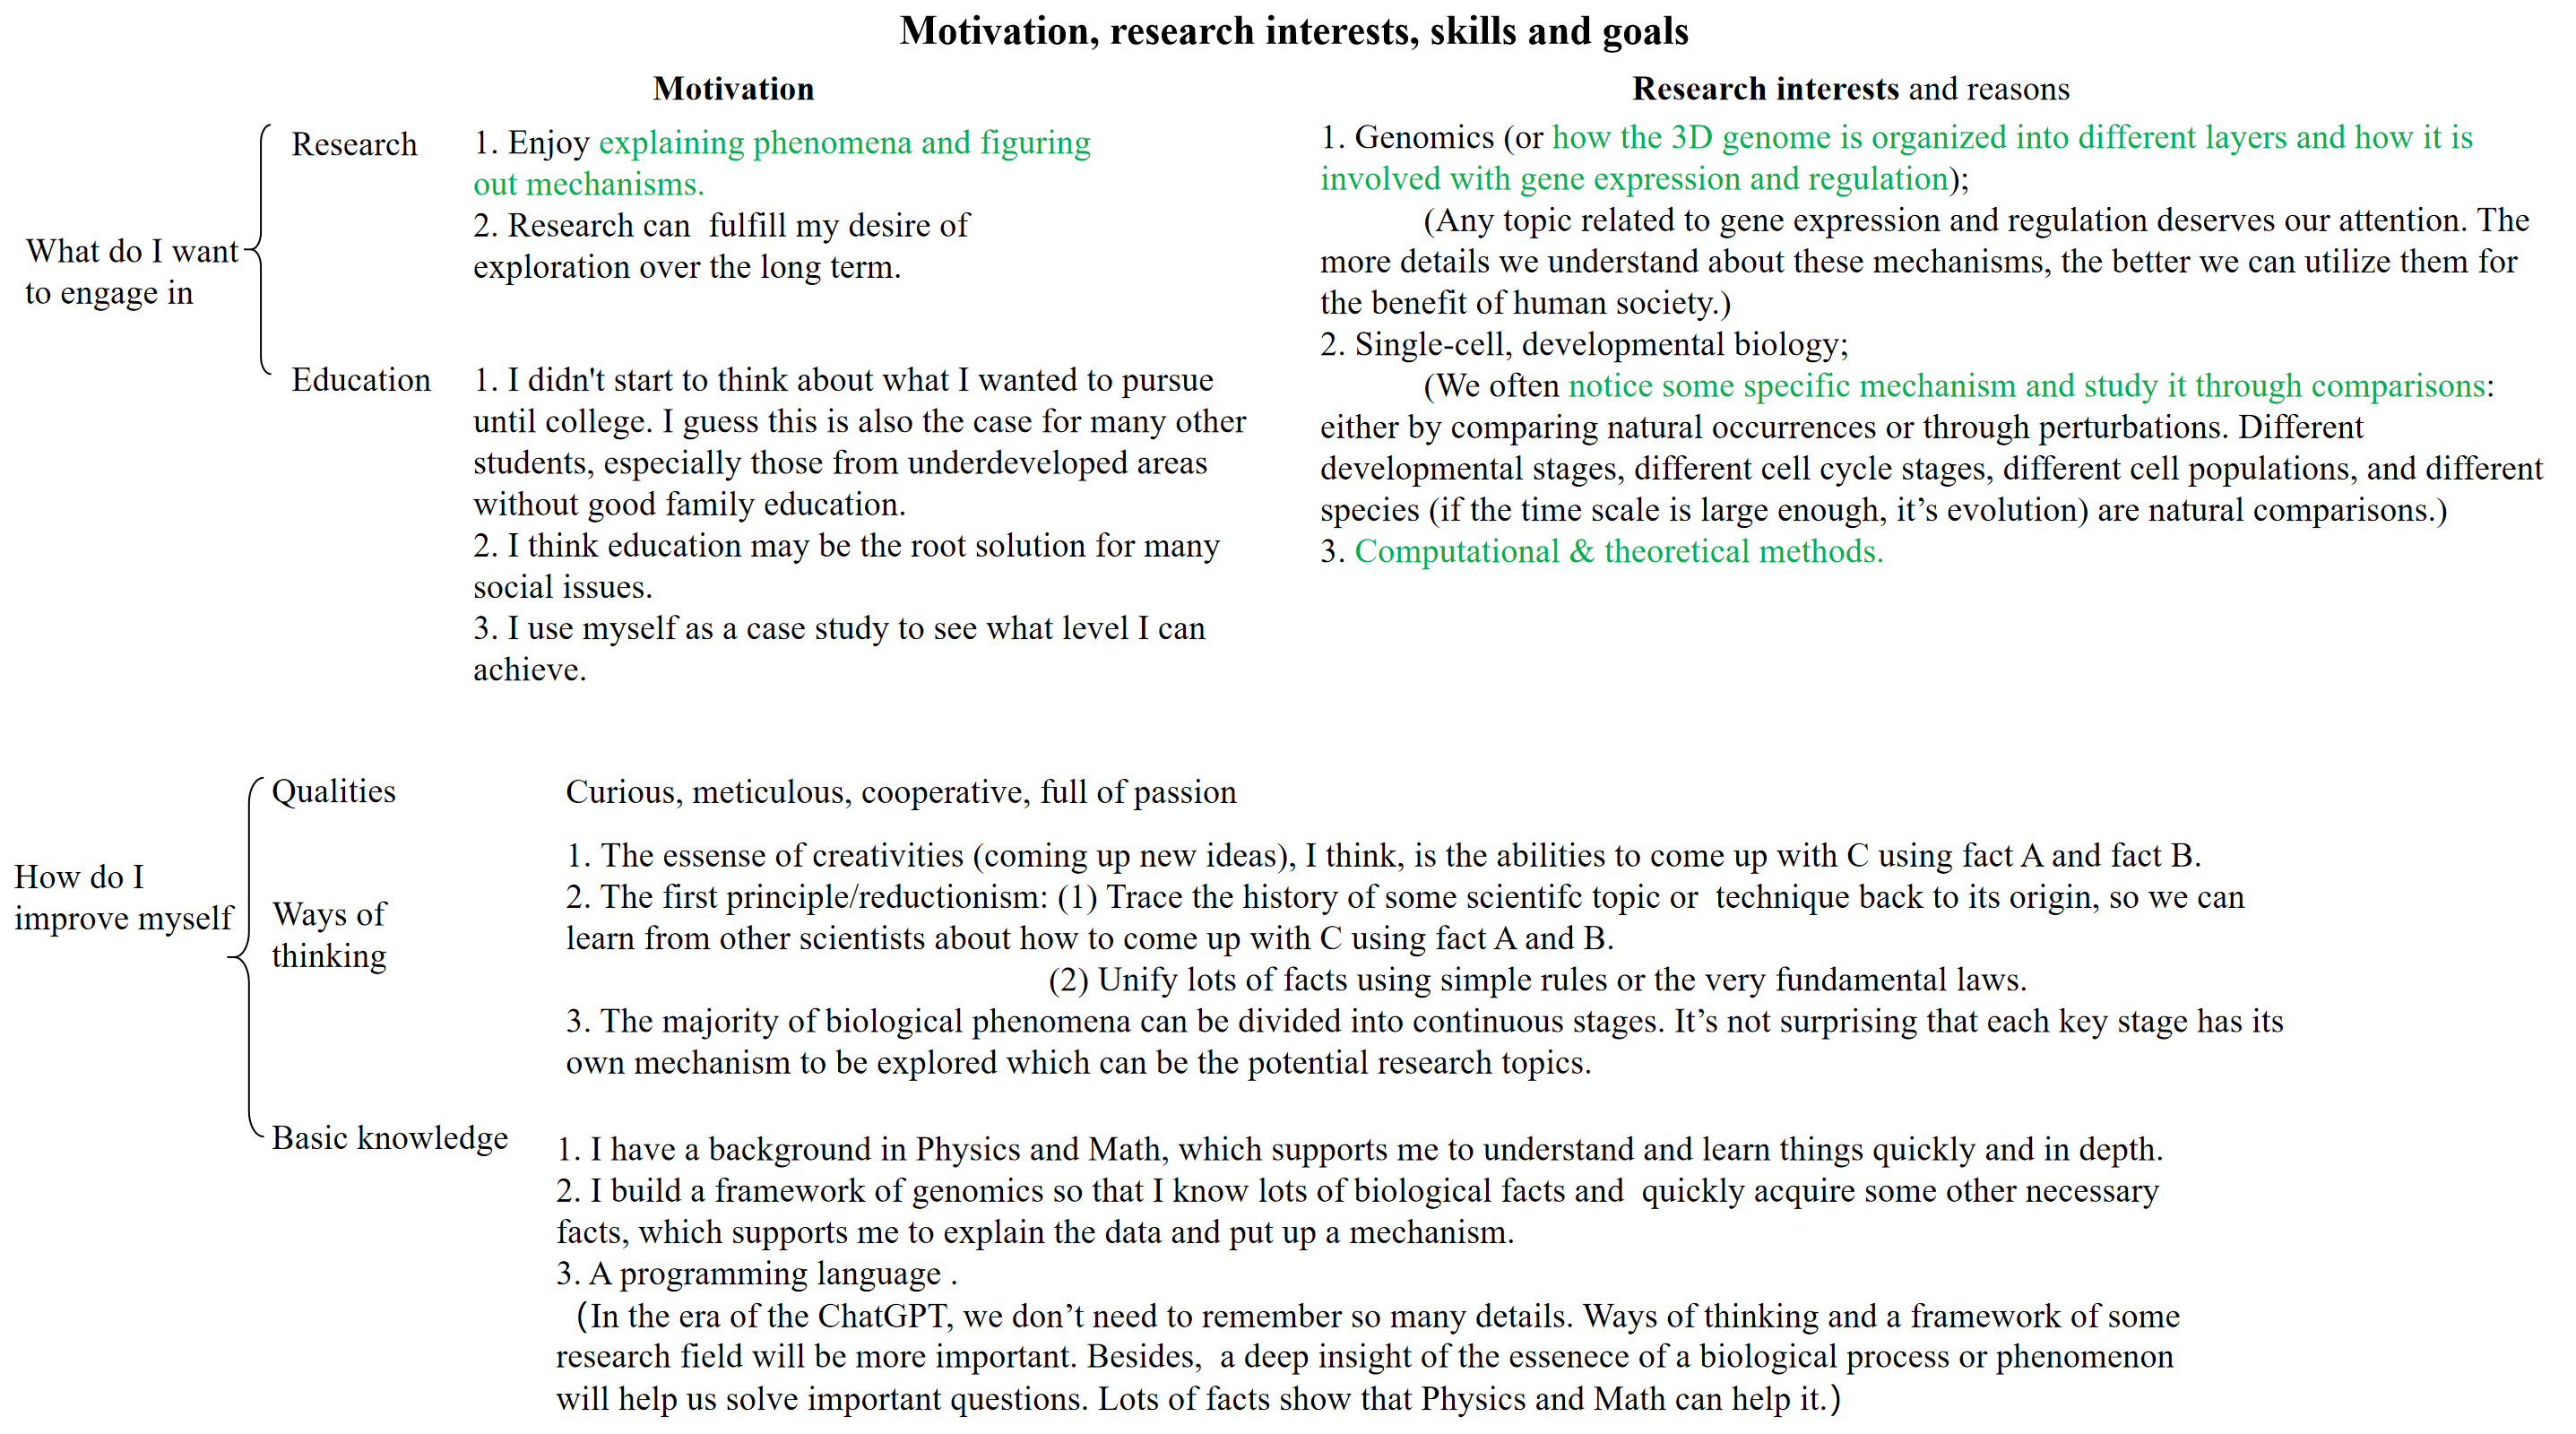 Motivation, research interests, skills and goals
Motivation
Research interests and reasons
What do I want
to engage in
Research
1. Enjoy explaining phenomena and figuring
out mechanisms.
2. Research can  fulfill my desire of
exploration over the long term.
Education
1. I didn't start to think about what I wanted to pursue
until college. I guess this is also the case for many other
students, especially those from underdeveloped areas
without good family education.
2. I think education may be the root solution for many
social issues.
3. I use myself as a case study to see what level I can
achieve.
1. Genomics (or how the 3D genome is organized into different layers and how it is
involved with gene expression and regulation);
(Any topic related to gene expression and regulation deserves our attention. The
more details we understand about these mechanisms, the better we can utilize them for
the benefit of human society.)
2. Single-cell, developmental biology;
(We often notice some specific mechanism and study it through comparisons:
either by comparing natural occurrences or through perturbations. Different
developmental stages, different cell cycle stages, different cell populations, and different
species (if the time scale is large enough, it’s evolution) are natural comparisons.)
3. Computational & theoretical methods.
How do I
improve myself
Qualities
Curious, meticulous, cooperative, full of passion
Ways of
thinking
1. The essense of creativities (coming up new ideas), I think, is the abilities to come up with C using fact A and fact B.
2. The first principle/reductionism: (1) Trace the history of some scientifc topic or  technique back to its origin, so we can
learn from other scientists about how to come up with C using fact A and B.
(2) Unify lots of facts using simple rules or the very fundamental laws.
3. The majority of biological phenomena can be divided into continuous stages. It’s not surprising that each key stage has its
own mechanism to be explored which can be the potential research topics.
Basic knowledge
1. I have a background in Physics and Math, which supports me to understand and learn things quickly and in depth.
2. I build a framework of genomics so that I know lots of biological facts and  quickly acquire some other necessary
facts, which supports me to explain the data and put up a mechanism.
3. A programming language .
(In the era of the ChatGPT, we don’t need to remember so many details. Ways of thinking and a framework of some
research field will be more important. Besides,  a deep insight of the essenece of a biological process or phenomenon
will help us solve important questions. Lots of facts show that Physics and Math can help it.)